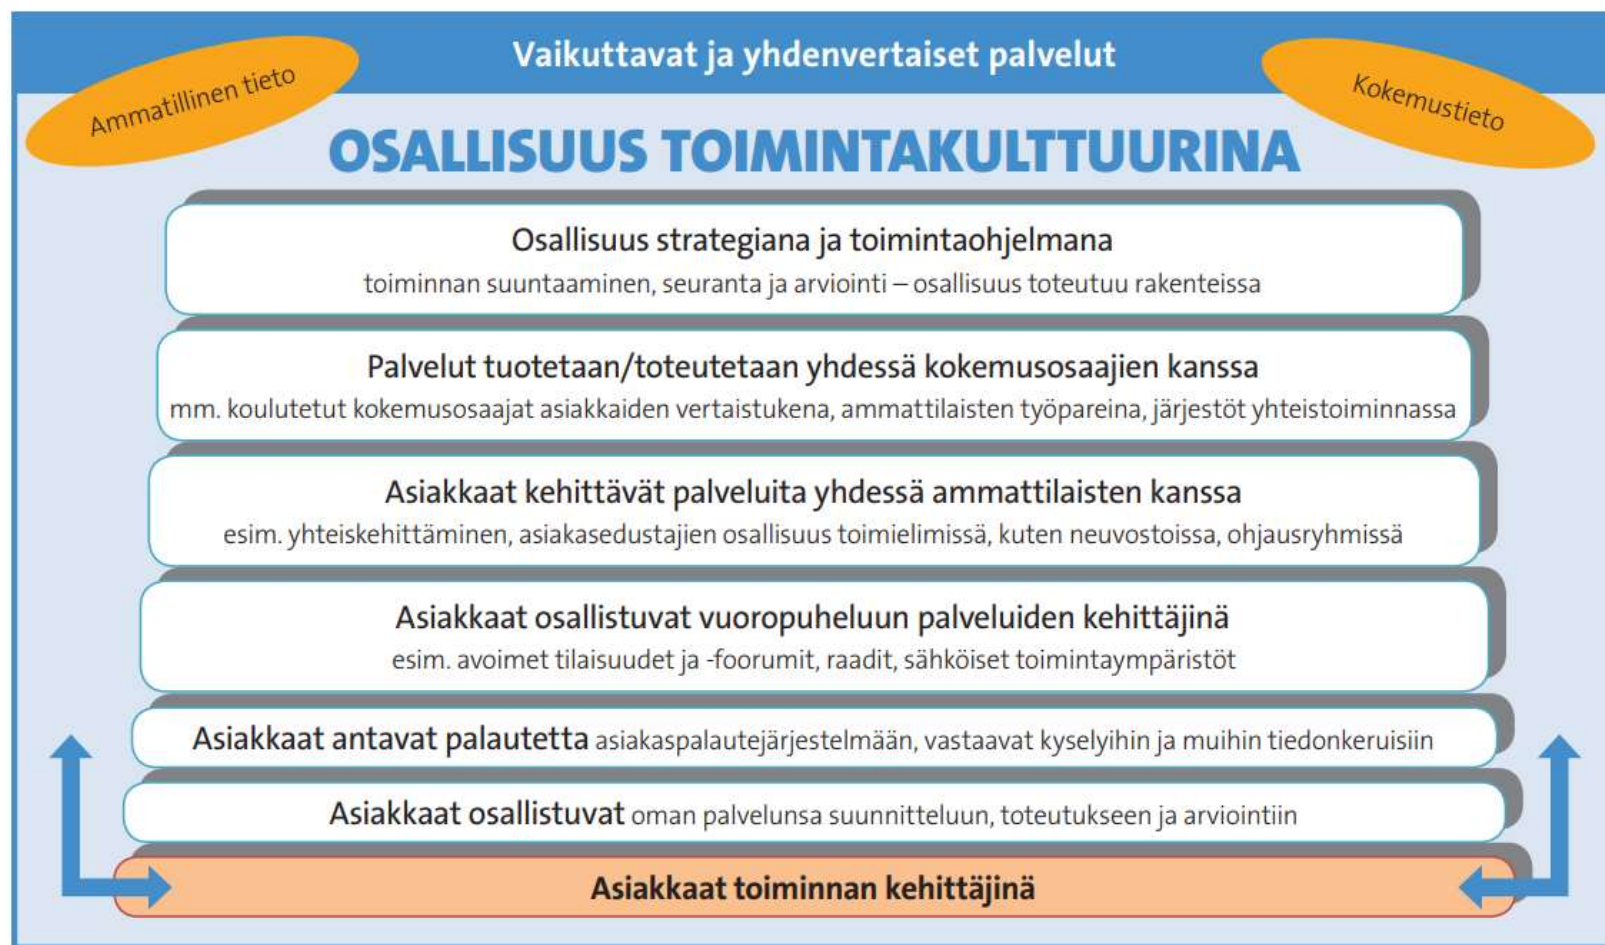 Vaikuttavat ja yhdenvertaiset palvelut
Ammatillinen tieto
Kokemustieto
OSALLISUUS TOIMINTAKULTTUURINA
Osallisuus strategiana ja toimintaohjelmana
toiminnan suuntaaminen, seuranta ja arviointi – osallisuus toteutuu rakenteissa
Palvelut tuotetaan/toteutetaan yhdessä kokemusosaajien kanssa
mm. koulutetut kokemusosaajat asiakkaiden vertaistukena, ammattilaisten työpareina, järjestöt yhteistoiminnassa
Asiakkaat kehittävät palveluita yhdessä ammattilaisten kanssa
esim. yhteiskehittäminen, asiakasedustajien osallisuus toimielimissä, kuten neuvostoissa, ohjausryhmissä
Asiakkaat osallistuvat vuoropuheluun palveluiden kehittäjinä
esim. avoimet tilaisuudet ja -foorumit, raadit, sähköiset toimintaympäristöt
Asiakkaat antavat palautetta asiakaspalautejärjestelmään, vastaavat kyselyihin ja muihin tiedonkeruisiin
Asiakkaat osallistuvat oman palvelunsa suunnitteluun, toteutukseen ja arviointiin
Asiakkaat toiminnan kehittäjinä